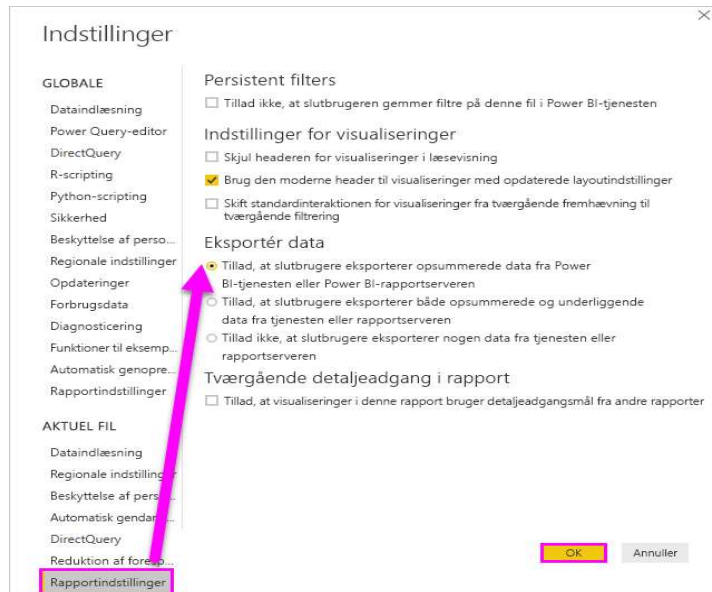 Indstillinger
GLOBALE
Dataindlæsning
Power Query-editor
DirectQuery
R-scripting
Python-scripting
Sikkerhed
Beskyttelse af perso...
Regionale indstillinger
Opdateringer
Forbrugsdata
Diagnosticering
Funktioner til eksemp...
Automatisk genopre...
Rapportindstillinger
AKTUEL FIL
Dataindlæsning
Regionale indstillinger
Beskyttelse af pers
Automatisk gendan
DirectQuery
Reduktion af foresp...
Rapportindstillinger
Persistent filters
Tillad ikke, at slutbrugeren gemmer filtre på denne fil i Power BI-tjenesten
Indstillinger for visualiseringer
Skjul headeren for visualiseringer i læsevisning
Brug den moderne header til visualiseringer med opdaterede layoutindstillinger
Skift standardinteraktionen for visualiseringer fra tværgående fremhævning til
tværgående filtrering
Eksportér data
Tillad, at slutbrugere eksporterer opsummerede data fra Power
BI-tjenesten eller Power BI-rapportserveren
Tillad, at slutbrugere eksporterer både opsummerede og underliggende
data fra tjenesten eller rapportserveren
Tillad ikke, at slutbrugere eksporterer nogen data fra tjenesten eller
rapportserveren
Tværgående detaljeadgang i rapport
Tillad, at visualiseringer i denne rapport bruger detaljeadgangsmål fra andre rapporter
OK
Annuller